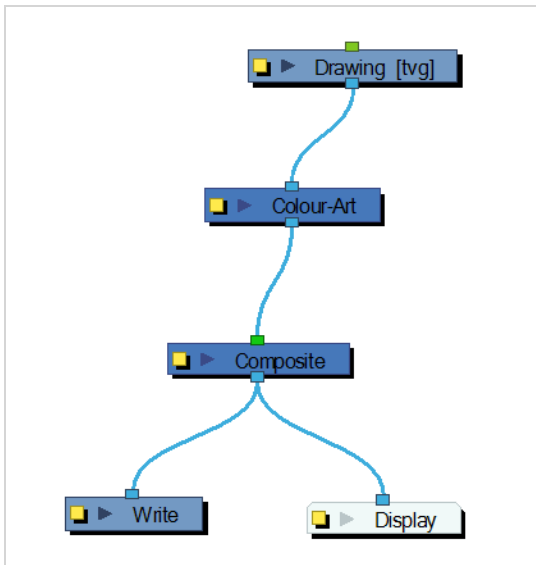 Drawing [tvg]
Colour-Art
Composite
Write
Display